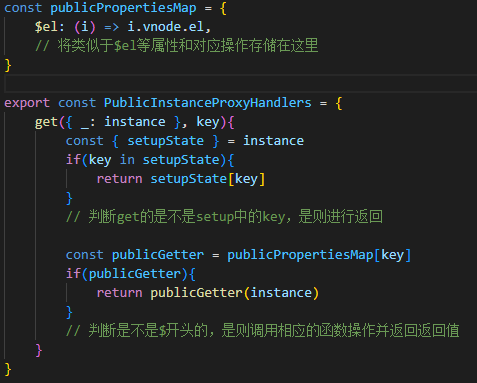 const publicPropertiesMap = {
    $el: (i) => i.vnode.el,
    // 将类似于$el等属性和对应操作存储在这里
}
export const PublicInstanceProxyHandlers = {
    get({ _: instance }, key){
        const { setupState } = instance
        if(key in setupState){
            return setupState[key]
        }
        // 判断get的是不是setup中的key，是则进行返回
        const publicGetter = publicPropertiesMap[key]
        if(publicGetter){
            return publicGetter(instance)
        }
        // 判断是不是$开头的，是则调用相应的函数操作并返回返回值
    }
}